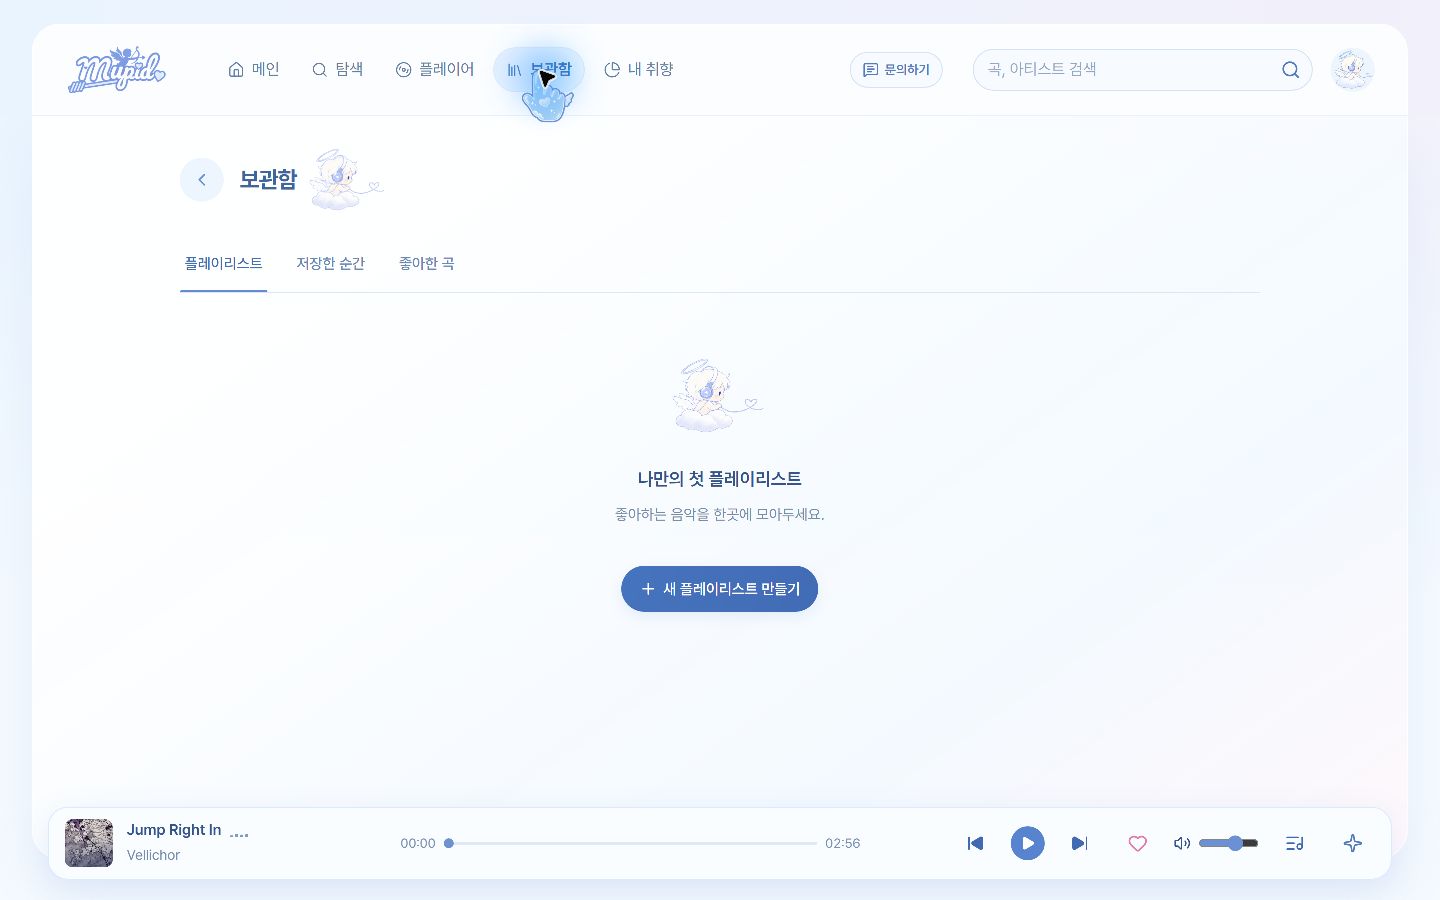 Mupid
메인
탐색
플레이어
보관함
내 취향
문의하기
곡, 아티스트 검색
보관함
플레이리스트
저장한 순간
좋아한 곡
나만의 첫 플레이리스트
좋아하는 음악을 한곳에 모아두세요.
새 플레이리스트 만들기
Jump Right In
Vellichor
00:00
02:56